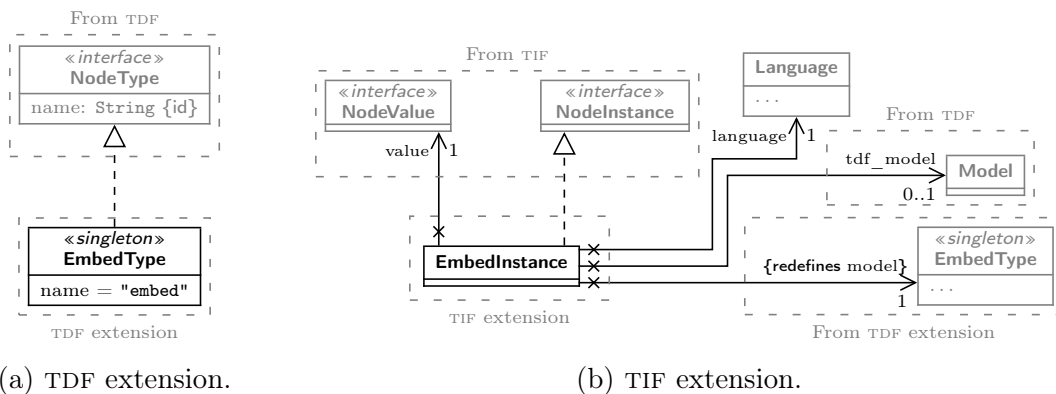 From TDF
«interface»
NodeType
name: String {id}
«singleton»
EmbedType
name = "embed"
TDF extension
(a) TDF extension.
From TIF
«interface»
NodeValue
«interface»
NodeInstance
Language
...
value 1
language 1
From TDF
tdf_model
Model
0..1
EmbedInstance
TIF extension
«singleton»
EmbedType
...
{redefines model}
1
From TDF extension
(b) TIF extension.